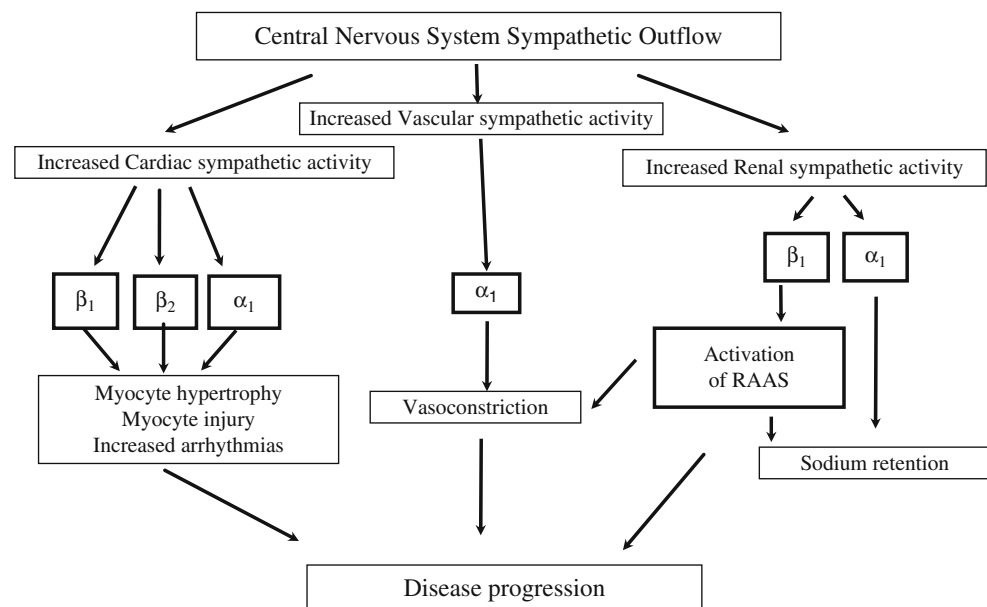 Central Nervous System Sympathetic Outflow
Increased Vascular sympathetic activity
Increased Cardiac sympathetic activity
Increased Renal sympathetic activity
β₁
α₁
β₁
β₂
α₁
α₁
Activation
of RAAS
Myocyte hypertrophy
Myocyte injury
Increased arrhythmias
Vasoconstriction
Sodium retention
Disease progression